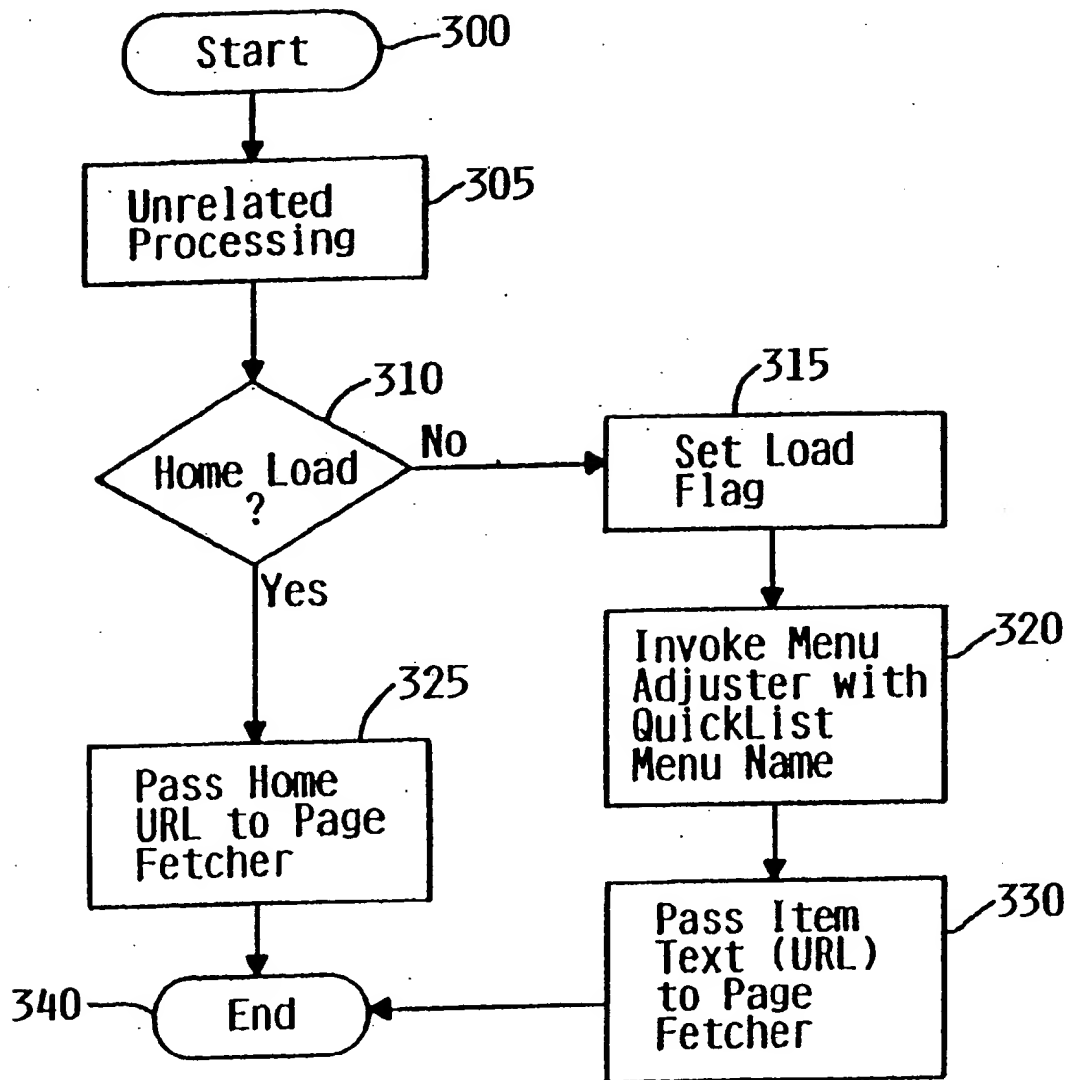 Start
300
Unrelated
Processing
305
310
Home Load
?
No
Yes
315
Set Load
Flag
Invoke Menu
Adjuster with
QuickList
Menu Name
320
325
Pass Home
URL to Page
Fetcher
Pass Item
Text (URL)
to Page
Fetcher
330
340
End